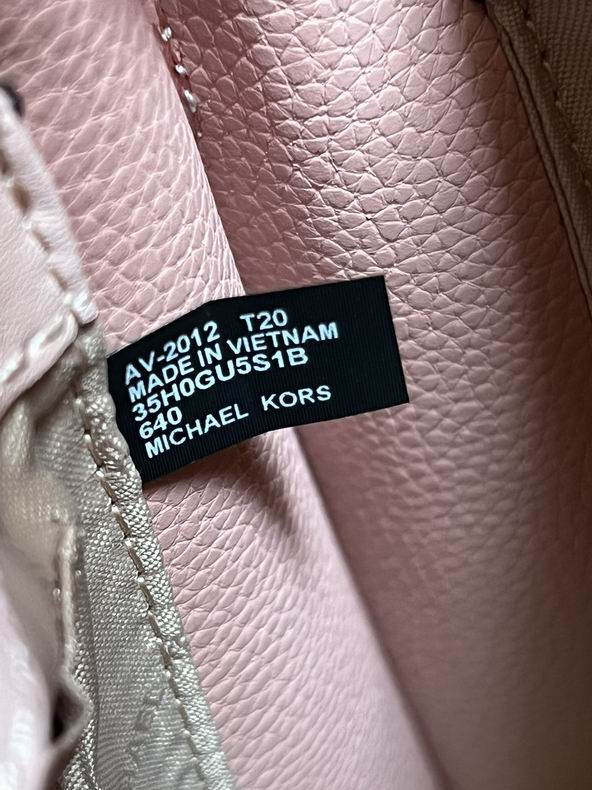 AV-2012 T20
MADE IN VIETNAM
35H0GU5S1B
640
MICHAEL KORS